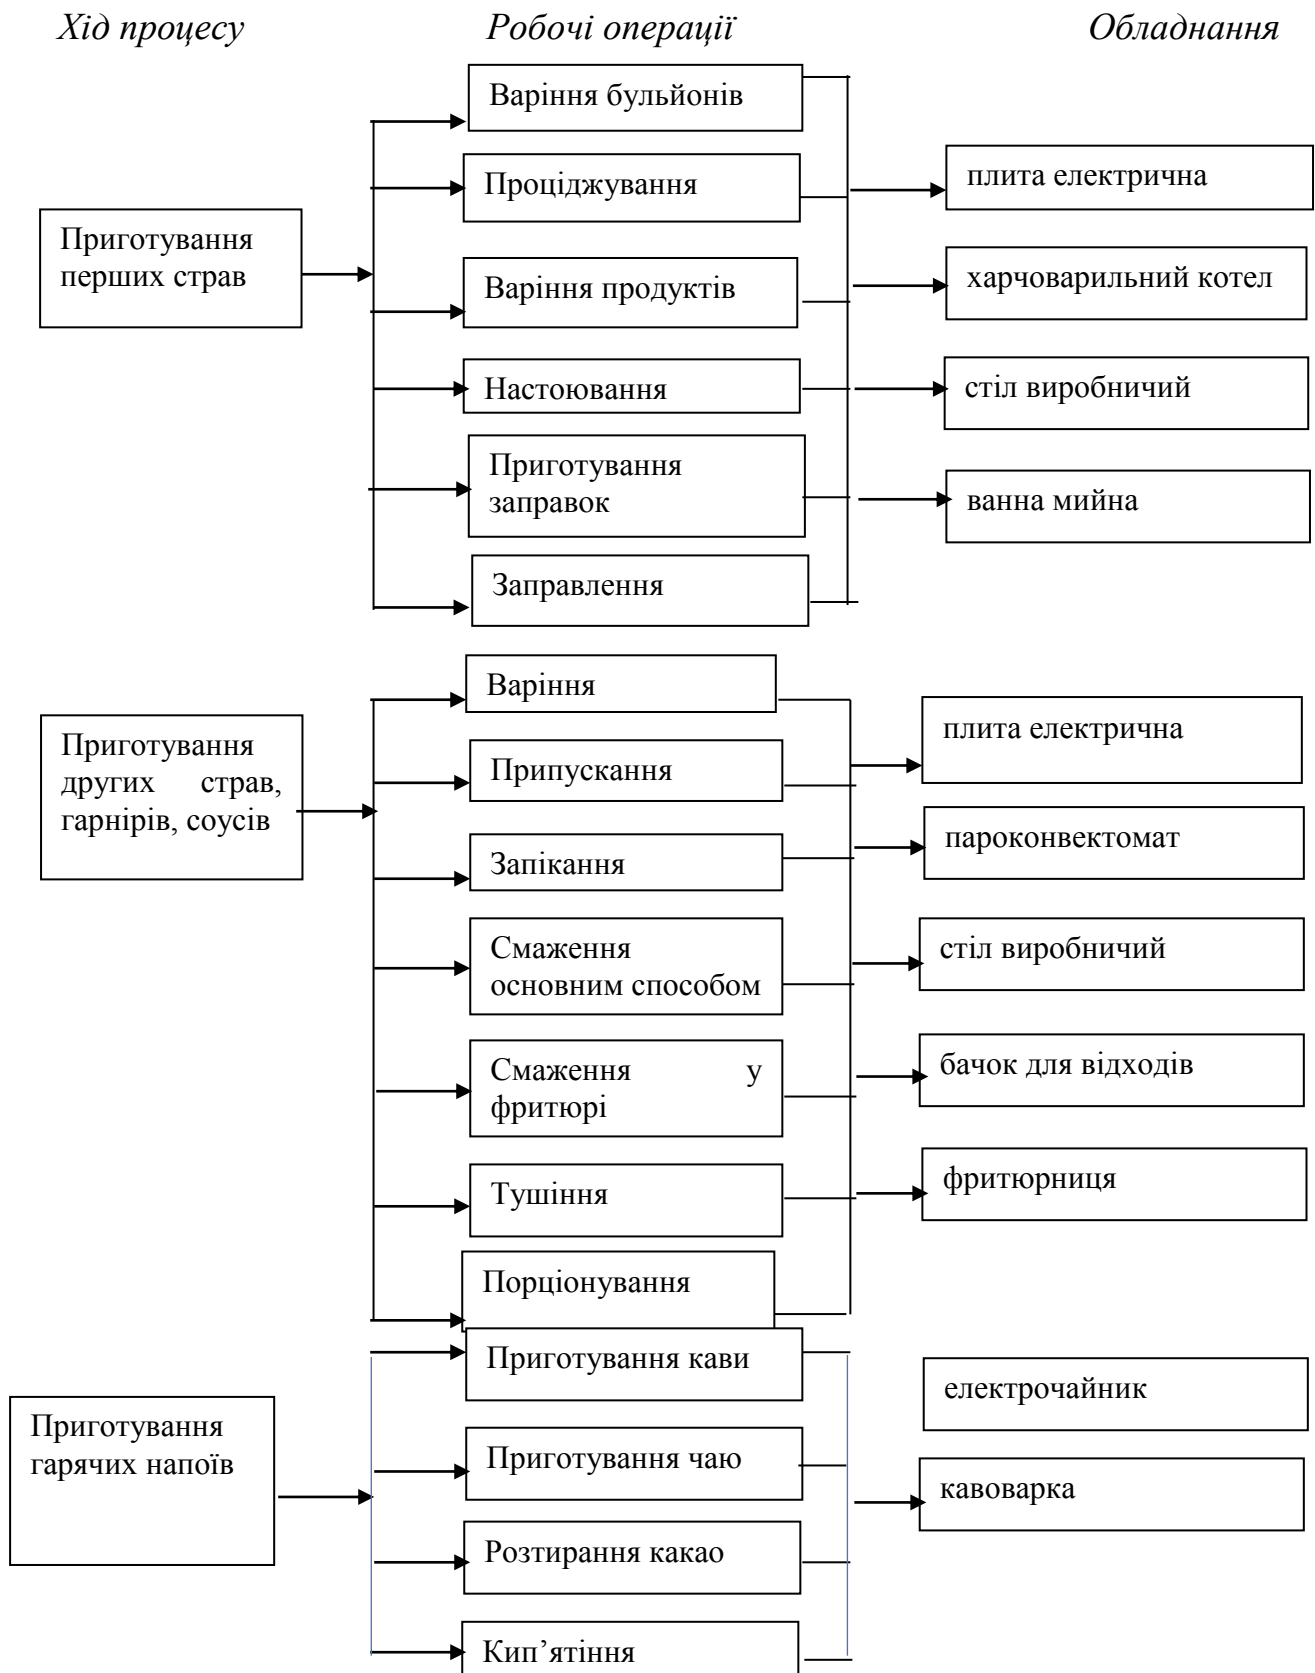 Хід процесу
Робочі операції
Обладнання
Приготування
перших страв
Варіння бульйонів
Проціджування
Варіння продуктів
Настоювання
Приготування
заправок
Заправлення
плита електрична
харчоварильний котел
стіл виробничий
ванна мийна
Приготування
других страв,
гарнірів, соусів
Варіння
Припускання
Запікання
Смаження
основним способом
Смаження у
фритюрі
Тушіння
Порціонування
плита електрична
пароконвектомат
стіл виробничий
бачок для відходів
фритюрниця
Приготування
гарячих напоїв
Приготування кави
Приготування чаю
Розтирання какао
Кип’ятіння
електрочайник
кавоварка